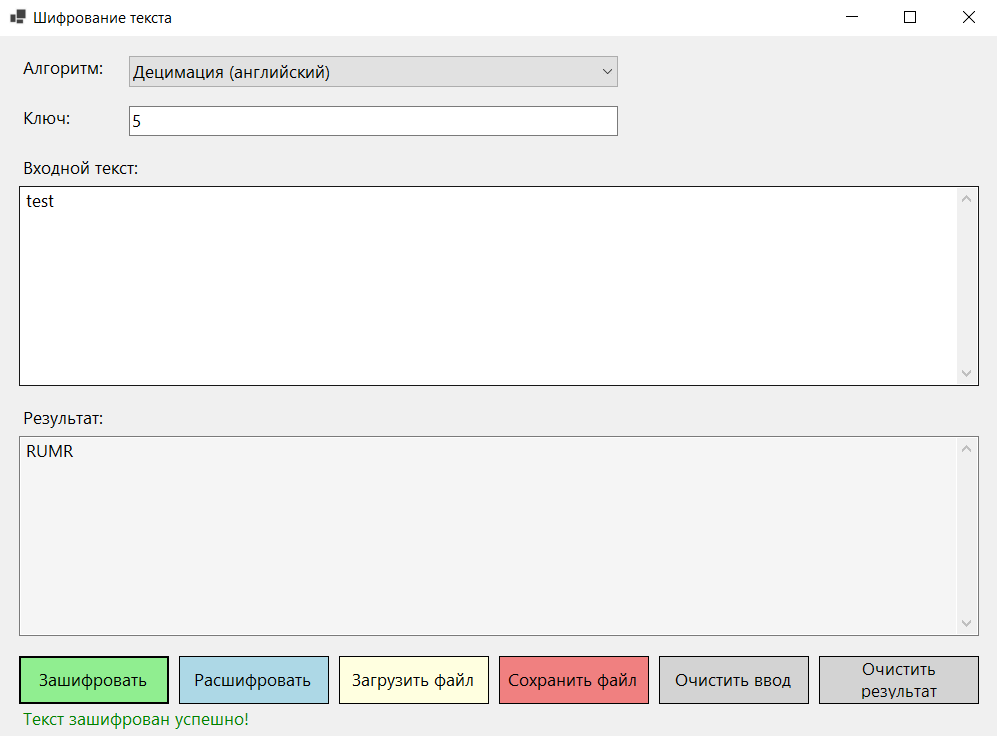 Шифрование текста
Алгоритм: Децимация (английский)
Ключ: 5
Входной текст:
test
Результат:
RUMR
Зашифровать Расшифровать Загрузить файл Сохранить файл Очистить ввод Очистить
результат
Текст зашифрован успешно!